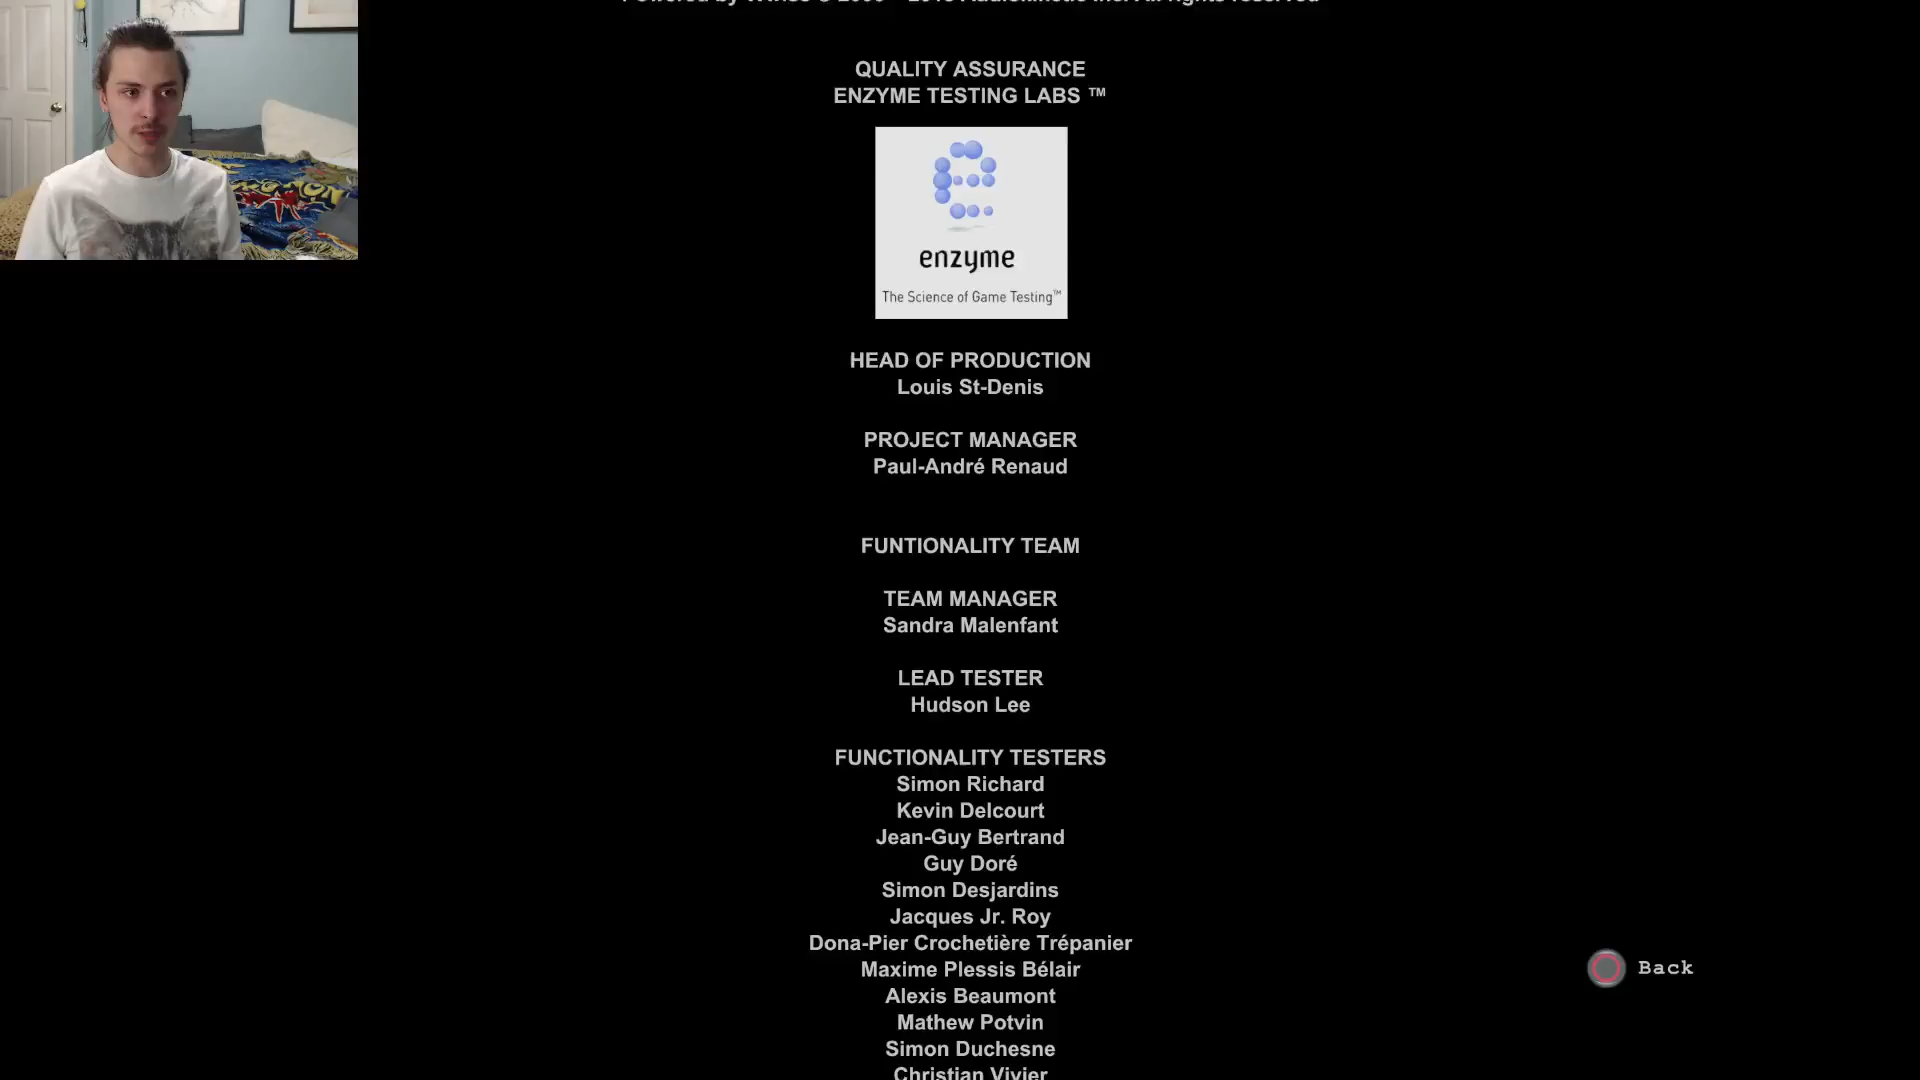 QUALITY ASSURANCE
ENZYME TESTING LABS ™
enzyme
The Science of Game Testing™
HEAD OF PRODUCTION
Louis St-Denis
PROJECT MANAGER
Paul-André Renaud
FUNTIONALITY TEAM
TEAM MANAGER
Sandra Malenfant
LEAD TESTER
Hudson Lee
FUNCTIONALITY TESTERS
Simon Richard
Kevin Delcourt
Jean-Guy Bertrand
Guy Doré
Simon Desjardins
Jacques Jr. Roy
Dona-Pier Crochetière Trépanier
Maxime Plessis Bélair
Alexis Beaumont
Mathew Potvin
Simon Duchesne
Christian Vivier
Back